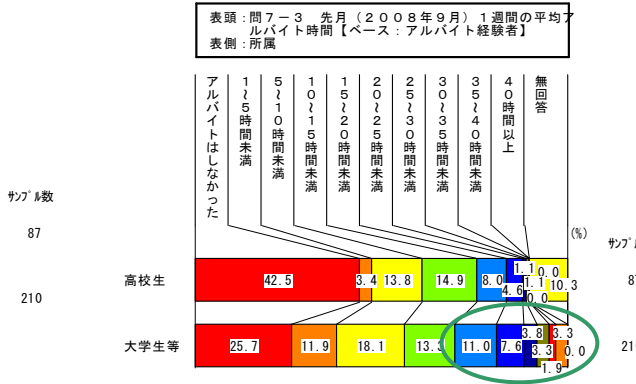 表頭：問７－３　先月（２００８年９月）１週間の平均ア
ルバイト時間【ベース：アルバイト経験者】
表側：所属
アルバイトはしなかった
１～５時間未満
５～１０時間未満
１０～１５時間未満
１５～２０時間未満
２０～２５時間未満
２５～３０時間未満
３０～３５時間未満
３５～４０時間未満
４０時間以上
無回答
ｻﾝﾌﾟﾙ数
(%)
ｻﾝﾌﾟﾙ
87
高校生
42.5 3.4 13.8 14.9 8.0 4.6 1.1 1.1 0.0 0.0 10.3
210
大学生等
25.7 11.9 18.1 13.3 11.0 7.6 3.8 3.3 1.9 3.3 0.0